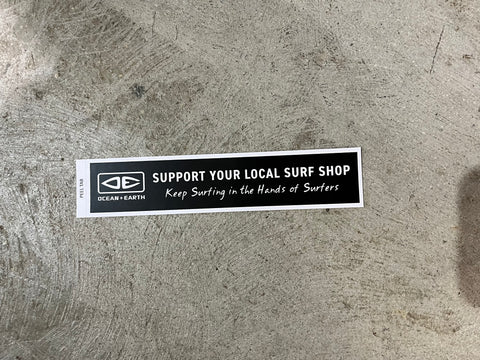 PEEL TAB
OCEAN + EARTH
SUPPORT YOUR LOCAL SURF SHOP
Keep Surfing in the Hands of Surfers